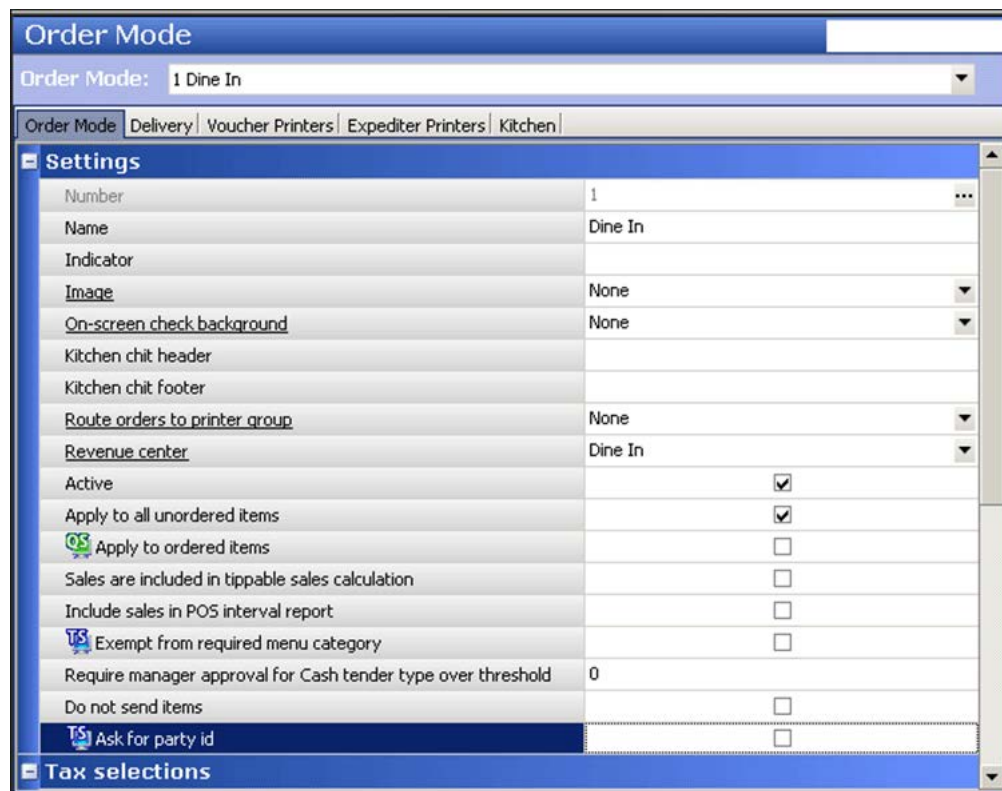 Order Mode
Order Mode: 1 Dine In
Order Mode Delivery Voucher Printers Expediter Printers Kitchen
Settings
Number 1 ...
Name Dine In
Indicator
Image None
On-screen check background None
Kitchen chit header
Kitchen chit footer
Route orders to printer group None
Revenue center Dine In
Active
Apply to all unordered items
QS Apply to ordered items
Sales are included in tippable sales calculation
Include sales in POS interval report
TS Exempt from required menu category
Require manager approval for Cash tender type over threshold 0
Do not send items
TS Ask for party id
Tax selections